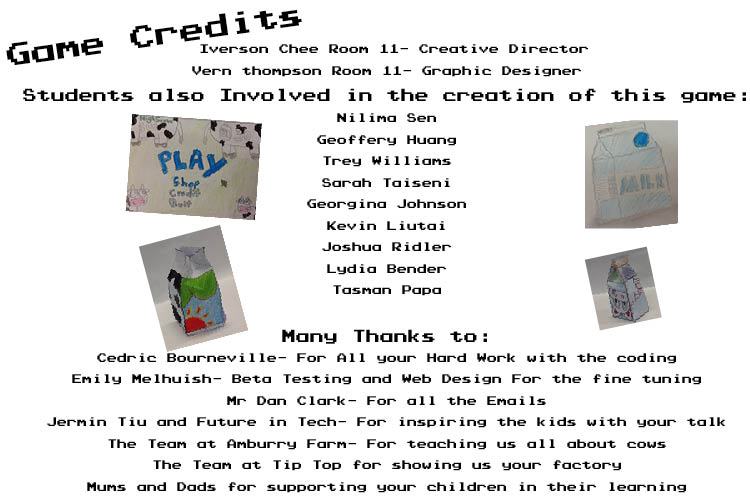 Game Credits
Iverson Chee Room 11- Creative Director
Vern thompson Room 11- Graphic Designer
Students also Involved in the creation of this game:
Nilima Sen
Geoffery Huang
Trey Williams
Sarah Taiseni
Georgina Johnson
Kevin Liutai
Joshua Ridler
Lydia Bender
Tasman Papa
PLAY
Shop
Credit
Quit
MILK
Many Thanks to:
Cedric Bourneville- For All your Hard Work with the coding
Emily Melhuish- Beta Testing and Web Design For the fine tuning
Mr Dan Clark- For all the Emails
Jermin Tiu and Future in Tech- For inspiring the kids with your talk
The Team at Amburry Farm- For teaching us all about cows
The Team at Tip Top for showing us your factory
Mums and Dads for supporting your children in their learning